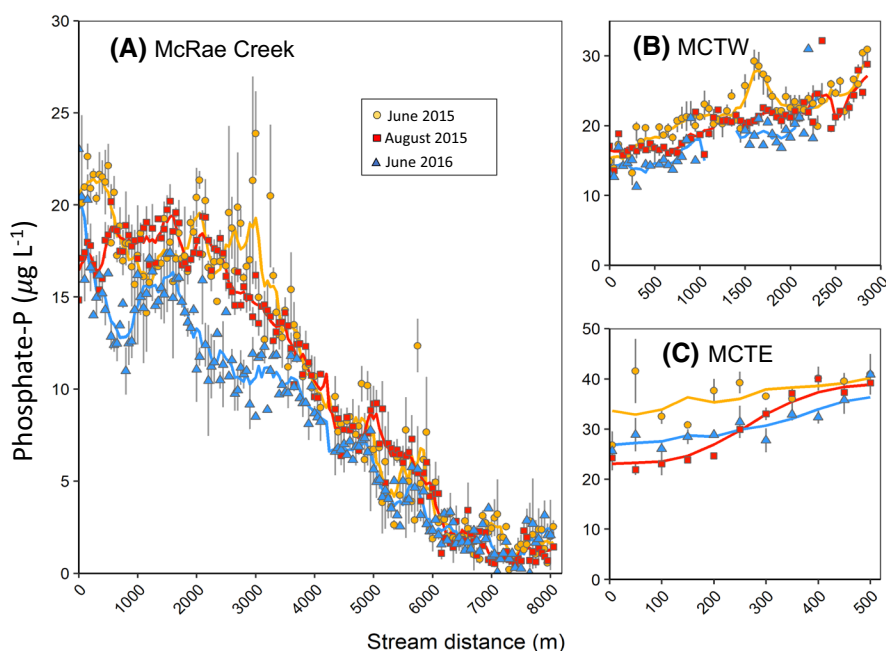 (A) McRae Creek
June 2015
August 2015
June 2016
Phosphate-P (µg L-1)
30
25
20
15
10
5
0
0 1000 2000 3000 4000 5000 6000 7000 8000
(B) MCTW
40
30
20
10
0
0 500 1000 1500 2000 2500 3000
(C) MCTE
50
40
30
20
10
0
0 100 200 300 400 500
Stream distance (m)